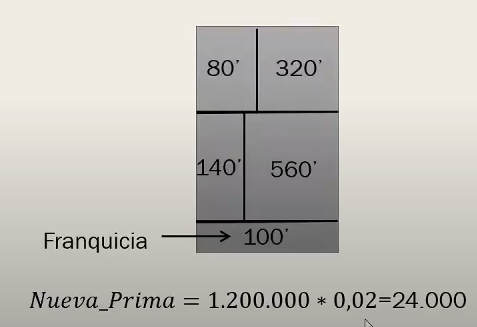 80’ 320’
140’ 560’
Franquicia 100’
Nueva_Prima = 1.200.000 * 0,02=24.000